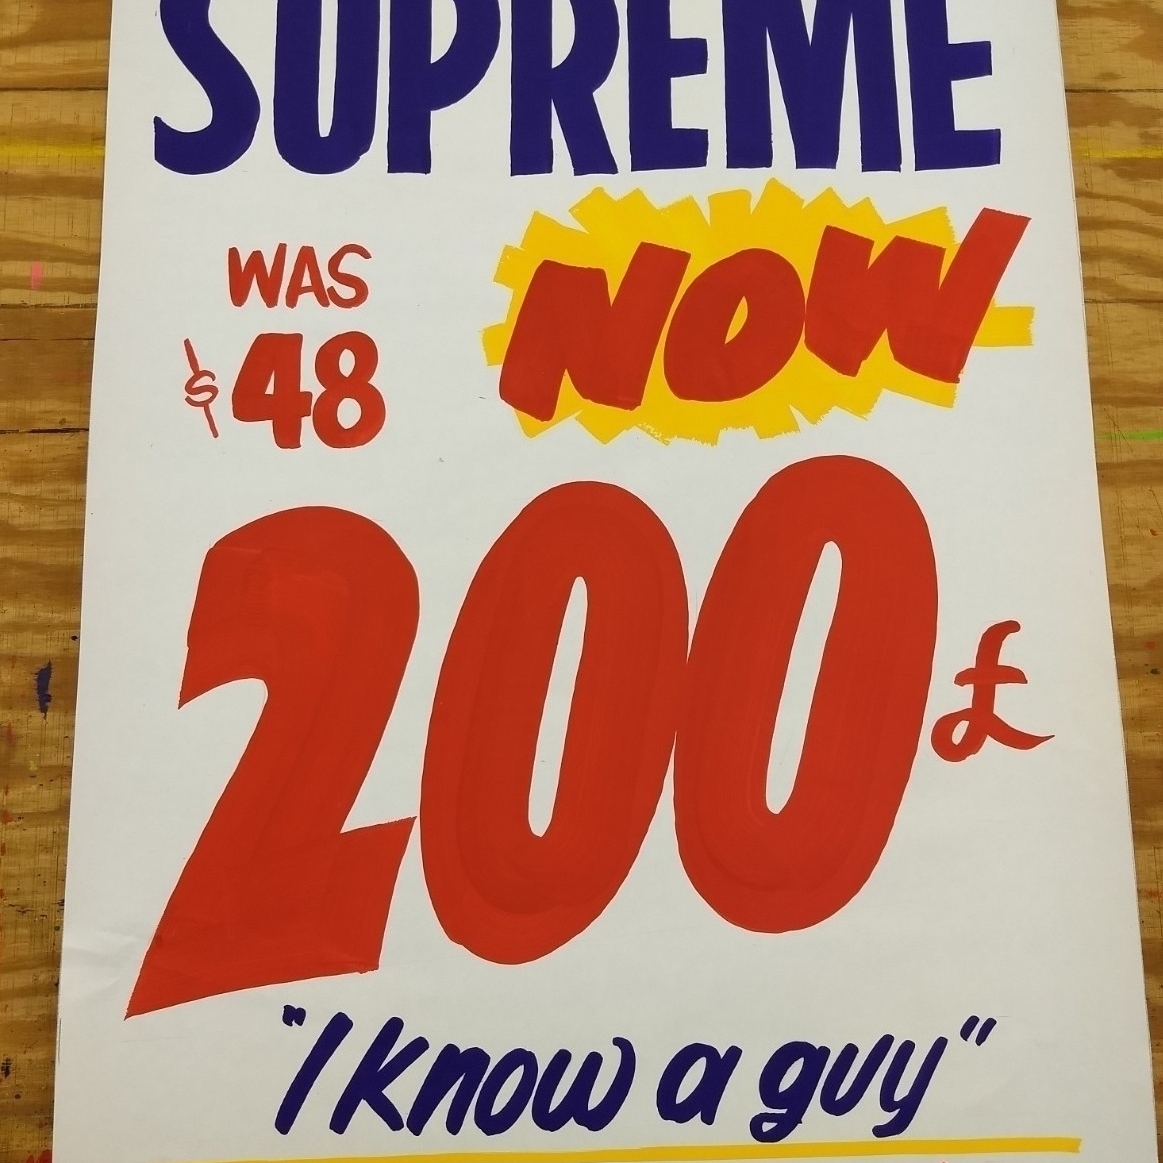 SUPREME
WAS
NOW
$48
200£
"I know a guy"